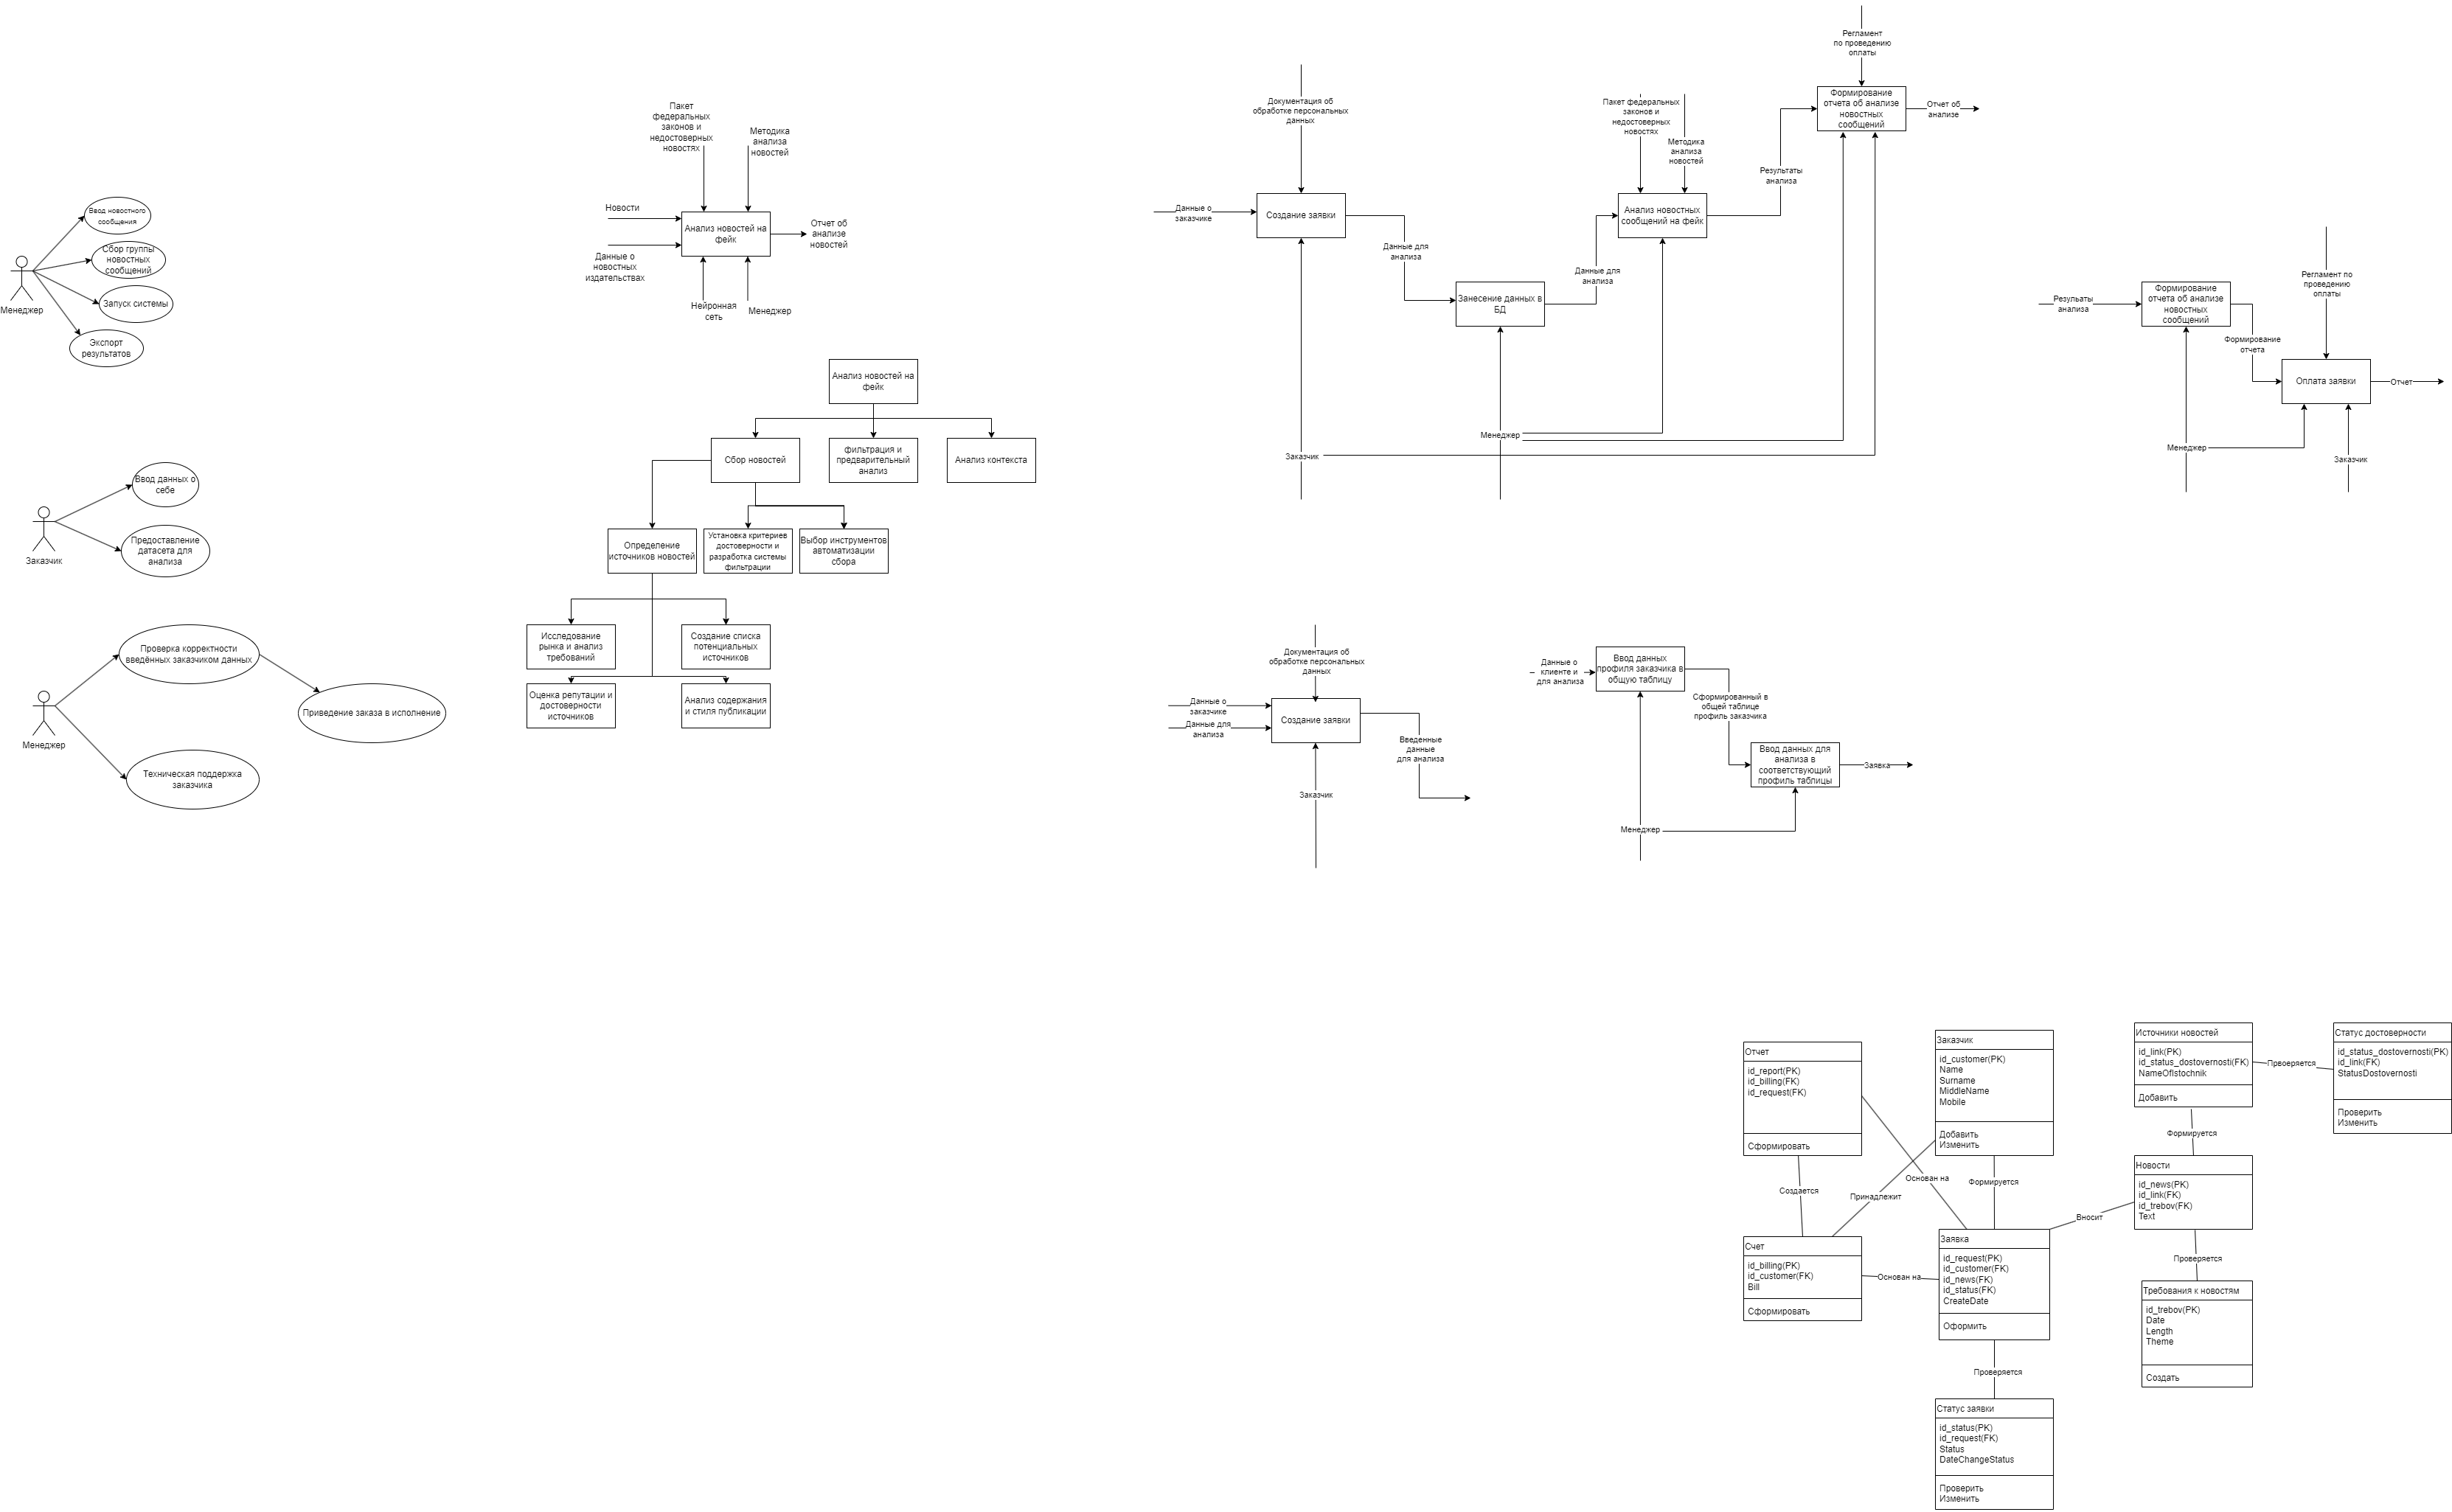 Ввод новостного
сообщения
Сбор группы
новостных
сообщений
Запуск системы
Экспорт
результатов
Менеджер
Ввод данных о
себе
Предоставление
датасета для
анализа
Заказчик
Проверка корректности
введённых заказчиком данных
Приведение заказа в исполнение
Техническая поддержка
заказчика
Менеджер
Пакет
федеральных
законов и
недостоверных
новостях
Методика
анализа
новостей
Новости
Данные о
новостных
издательствах
Анализ новостей на
фейк
Отчет об
анализе
новостей
Нейронная
сеть
Менеджер
Анализ новостей на
фейк
Сбор новостей
фильтрация и
предварительный
анализ
Анализ контекста
Определение
источников новостей
Установка критериев
достоверности и
разработка системы
фильтрации
Выбор инструментов
автоматизации
сбора
Исследование
рынка и анализ
требований
Создание списка
потенциальных
источников
Оценка репутации и
достоверности
источников
Анализ содержания
и стиля публикации
Документация об
обработке персональных
данных
Данные о
заказчике
Создание заявки
Данные для
анализа
Занесение данных в
БД
Данные для
анализа
Пакет федеральных
законов и
недостоверных
новостях
Методика
анализа
новостей
Анализ новостных
сообщений на фейк
Результаты
анализа
Регламент
по проведению
оплаты
Формирование
отчета об анализе
новостных
сообщений
Отчет об
анализе
Менеджер
Заказчик
Резульаты
анализа
Формирование
отчета об анализе
новостных
сообщений
Формирование
отчета
Регламент по
проведению
оплаты
Оплата заявки
Отчет
Менеджер
Заказчик
Документация об
обработке персональных
данных
Данные о
заказчике
Данные для
анализа
Создание заявки
Введенные
данные
для анализа
Заказчик
Данные о
клиенте и
для анализа
Ввод данных
профиля заказчика в
общую таблицу
Сформированный в
общей таблице
профиль заказчика
Ввод данных для
анализа в
соответствующий
профиль таблицы
Заявка
Менеджер
Отчет
id_report(PK)
id_billing(FK)
id_request(FK)
Сформировать
Заказчик
id_customer(PK)
Name
Surname
MiddleName
Mobile
Добавить
Изменить
Источники новостей
id_link(PK)
id_status_dostovernosti(FK)
NameOfIstochnik
Добавить
Првоеряется
Статус достоверности
id_status_dostovernosti(PK)
id_link(FK)
StatusDostovernosti
Проверить
Изменить
Формируется
Создается
Принадлежит
Основан на
Формируется
Новости
id_news(PK)
id_link(FK)
id_trebov(FK)
Text
Вносит
Счет
id_billing(PK)
id_customer(FK)
Bill
Сформировать
Основан на
Заявка
id_request(PK)
id_customer(FK)
id_news(FK)
id_status(FK)
CreateDate
Оформить
Проверяется
Требования к новостям
id_trebov(PK)
Date
Length
Theme
Создать
Проверяется
Статус заявки
id_status(PK)
id_request(FK)
Status
DateChangeStatus
Проверить
Изменить